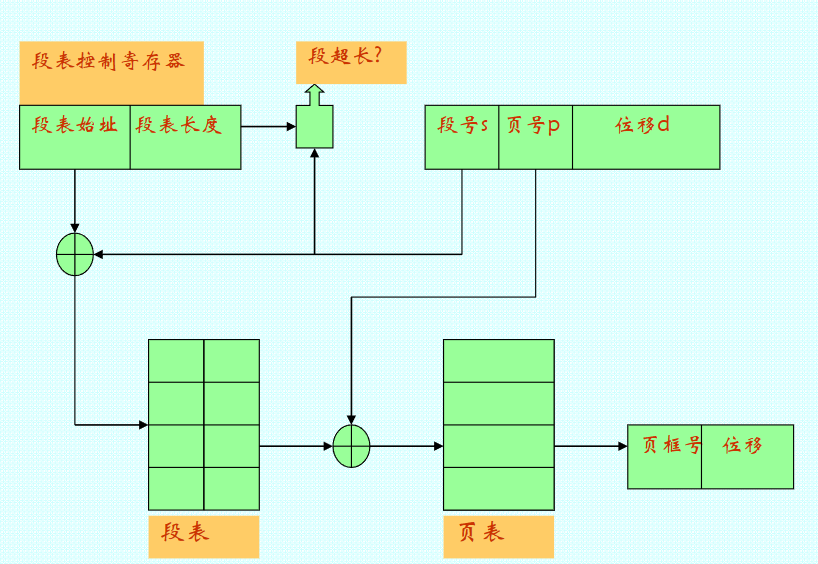 段表控制寄存器
段超长?
段表始址
段表长度
段号s
页号p
位移d
页框号
位移
段表
页表